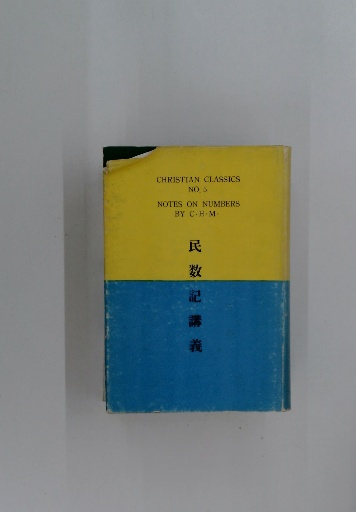 CHRISTIAN CLASSICS
NO. 5
NOTES ON NUMBERS
BY C·H·M·
民数記講義